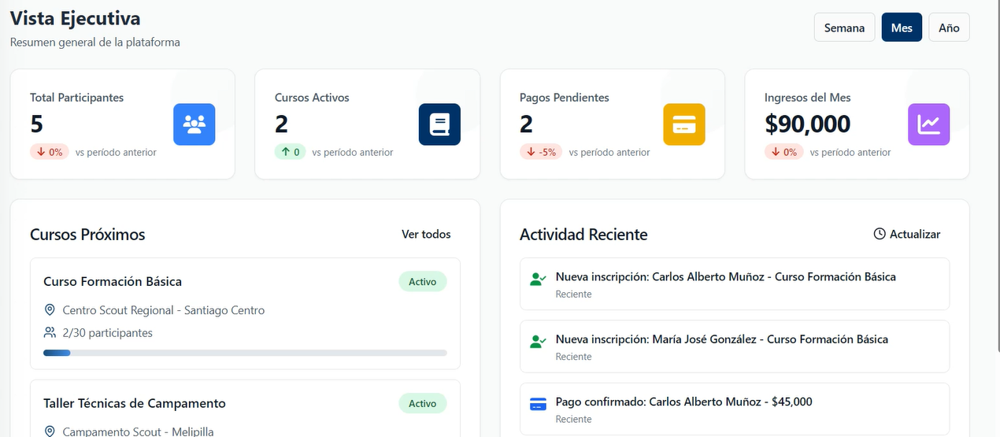 Vista Ejecutiva
Resumen general de la plataforma
Semana
Mes
Año
Total Participantes
5
0% vs período anterior
Cursos Activos
2
0 vs período anterior
Pagos Pendientes
2
-5% vs período anterior
Ingresos del Mes
$90,000
0% vs período anterior
Cursos Próximos
Ver todos
Curso Formación Básica
Activo
Centro Scout Regional - Santiago Centro
2/30 participantes
Taller Técnicas de Campamento
Activo
Campamento Scout - Melipilla
Actividad Reciente
Actualizar
Nueva inscripción: Carlos Alberto Muñoz - Curso Formación Básica
Reciente
Nueva inscripción: María José González - Curso Formación Básica
Reciente
Pago confirmado: Carlos Alberto Muñoz - $45,000
Reciente